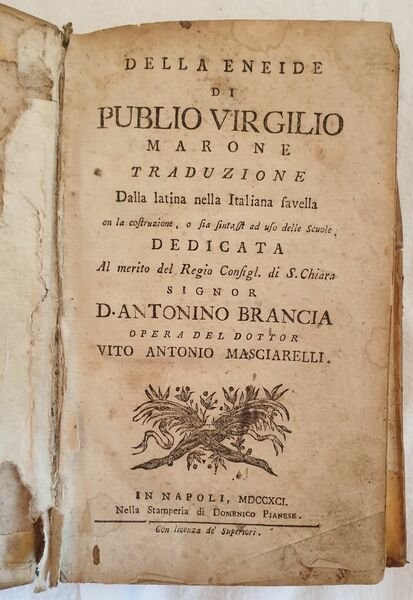 DELLA ENEIDE
DI
PUBLIO VIRGILIO
MARONE
TRADUZIONE
Dalla latina nella Italiana favella
on la costruzione, o sia sintassi ad uso delle Scuole.
DEDICATA
Al merito del Regio Consigl. di S. Chiara
SIGNOR
D. ANTONINO BRANCIA
OPERA DEL DOTTOR
VITO ANTONIO MASCIARELLI.
IN NAPOLI, MDCCXCI.
Nella Stamperia di DOMENICO PIANESE.
Con licenza de' Superiori.